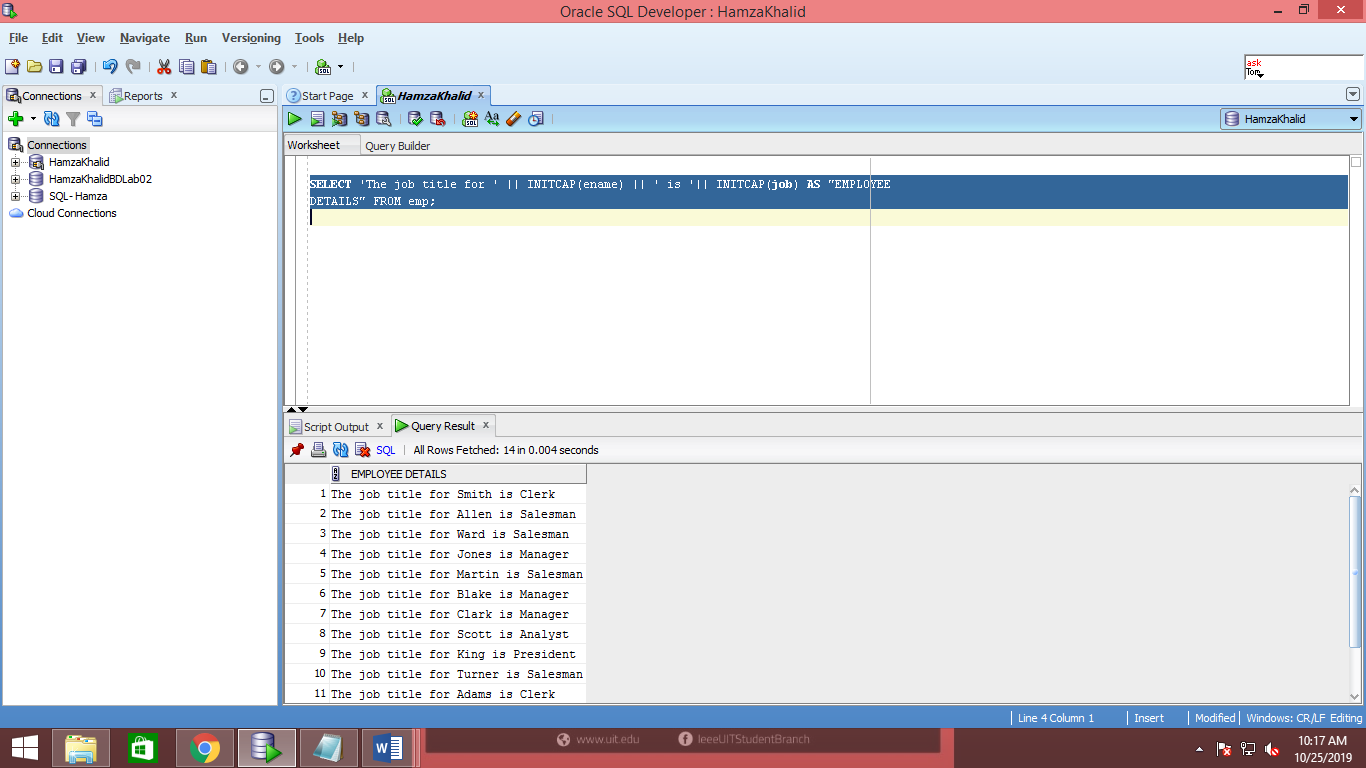 Oracle SQL Developer : HamzaKhalid
File Edit View Navigate Run Versioning Tools Help
SQL
ask
Tom
Connections x Reports x
Start Page x SQL HamzaKhalid x
SQL Aa HamzaKhalid
Connections
HamzaKhalid
HamzaKhalidBDLab02
SQL-Hamza
Cloud Connections
Worksheet Query Builder
SELECT 'The job title for ' || INITCAP(ename) || ' is '|| INITCAP(job) AS "EMPLOYEE
DETAILS" FROM emp;
Script Output x Query Result x
SQL | All Rows Fetched: 14 in 0.004 seconds
EMPLOYEE DETAILS
1 The job title for Smith is Clerk
2 The job title for Allen is Salesman
3 The job title for Ward is Salesman
4 The job title for Jones is Manager
5 The job title for Martin is Salesman
6 The job title for Blake is Manager
7 The job title for Clark is Manager
8 The job title for Scott is Analyst
9 The job title for King is President
10 The job title for Turner is Salesman
11 The job title for Adams is Clerk
Line 4 Column 1 | Insert | Modified | Windows: CR/LF Editing
www.uit.edu IeeeUITStudentBranch
10:17 AM
10/25/2019